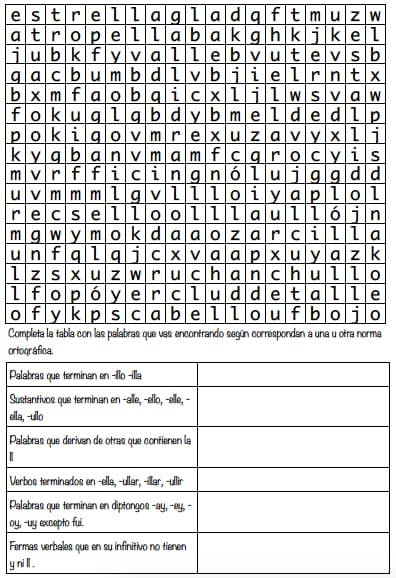 e s t r e l l a g l a d q f t m u z w
a t r o p e l l a b a k g h k j k e l
j u b k f y v a l l e b v u t e v s b
g a c b u m b d l v b j i e l r n t x
b x m f a o b q i c x l j l w s v a w
f o k u g l q b d y b m e l d e d l p
p o k i g o v m r e x u z a v y x l j
k y q b a n v m a m f c g r o c y i s
m v r f f i c i n g n ó l u j g g d d
u v m m m l g v l l l o i y a p l o l
r e c s e l l o o l l l a u l l ó j n
m g w y m o k d a a o z a r c i l l a
u n f q l q j c x v a a p x u y a z k
l z s x u z w r u c h a n c h u l l o
l f o p ó y e r c l u d d e t a l l e
o f y k p s c a b e l l o u f b o j o
Completa la tabla con las palabras que vas encontrando según correspondan a una u otra norma
ortográfica.
Palabras que terminan en -illo -illa
Sustantivos que terminan en -alle, -ello, -elle, -
ella, -ullo
Palabras que derivan de otras que contienen la
ll
Verbos terminados en -ella, -ullar, -illar, -ullir
Palabras que terminan en diptongos -ay, -ey, -
oy, -uy excepto fui.
Formas verbales que en su infinitivo no tienen
y ni ll .